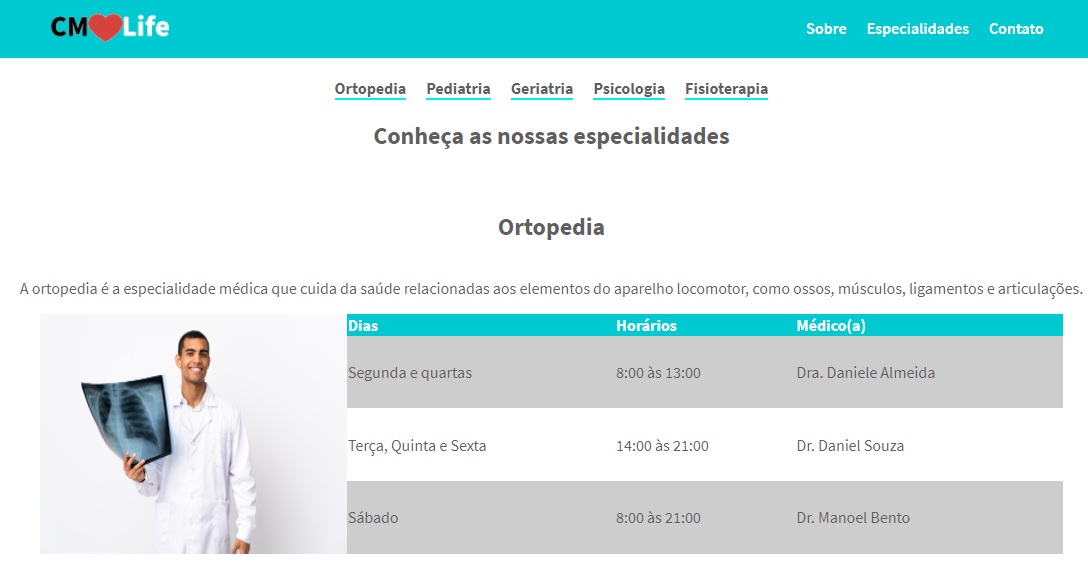 CM Life
Sobre Especialidades Contato
Ortopedia Pediatria Geriatria Psicologia Fisioterapia
Conheça as nossas especialidades
Ortopedia
A ortopedia é a especialidade médica que cuida da saúde relacionadas aos elementos do aparelho locomotor, como ossos, músculos, ligamentos e articulações.
Dias Horários Médico(a)
Segunda e quartas 8:00 às 13:00 Dra. Daniele Almeida
Terça, Quinta e Sexta 14:00 às 21:00 Dr. Daniel Souza
Sábado 8:00 às 21:00 Dr. Manoel Bento